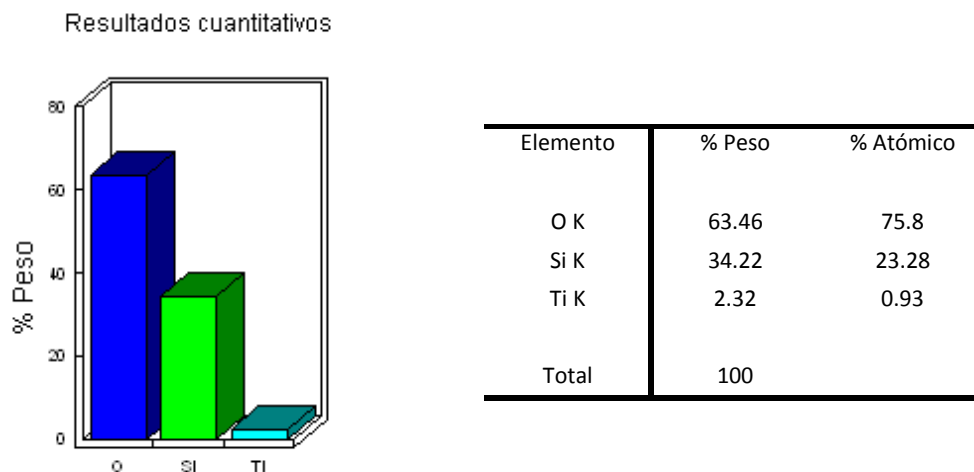 Resultados cuantitativos
% Peso
80
60
40
20
0
O SI TI
Elemento % Peso % Atómico
O K 63.46 75.8
Si K 34.22 23.28
Ti K 2.32 0.93
Total 100